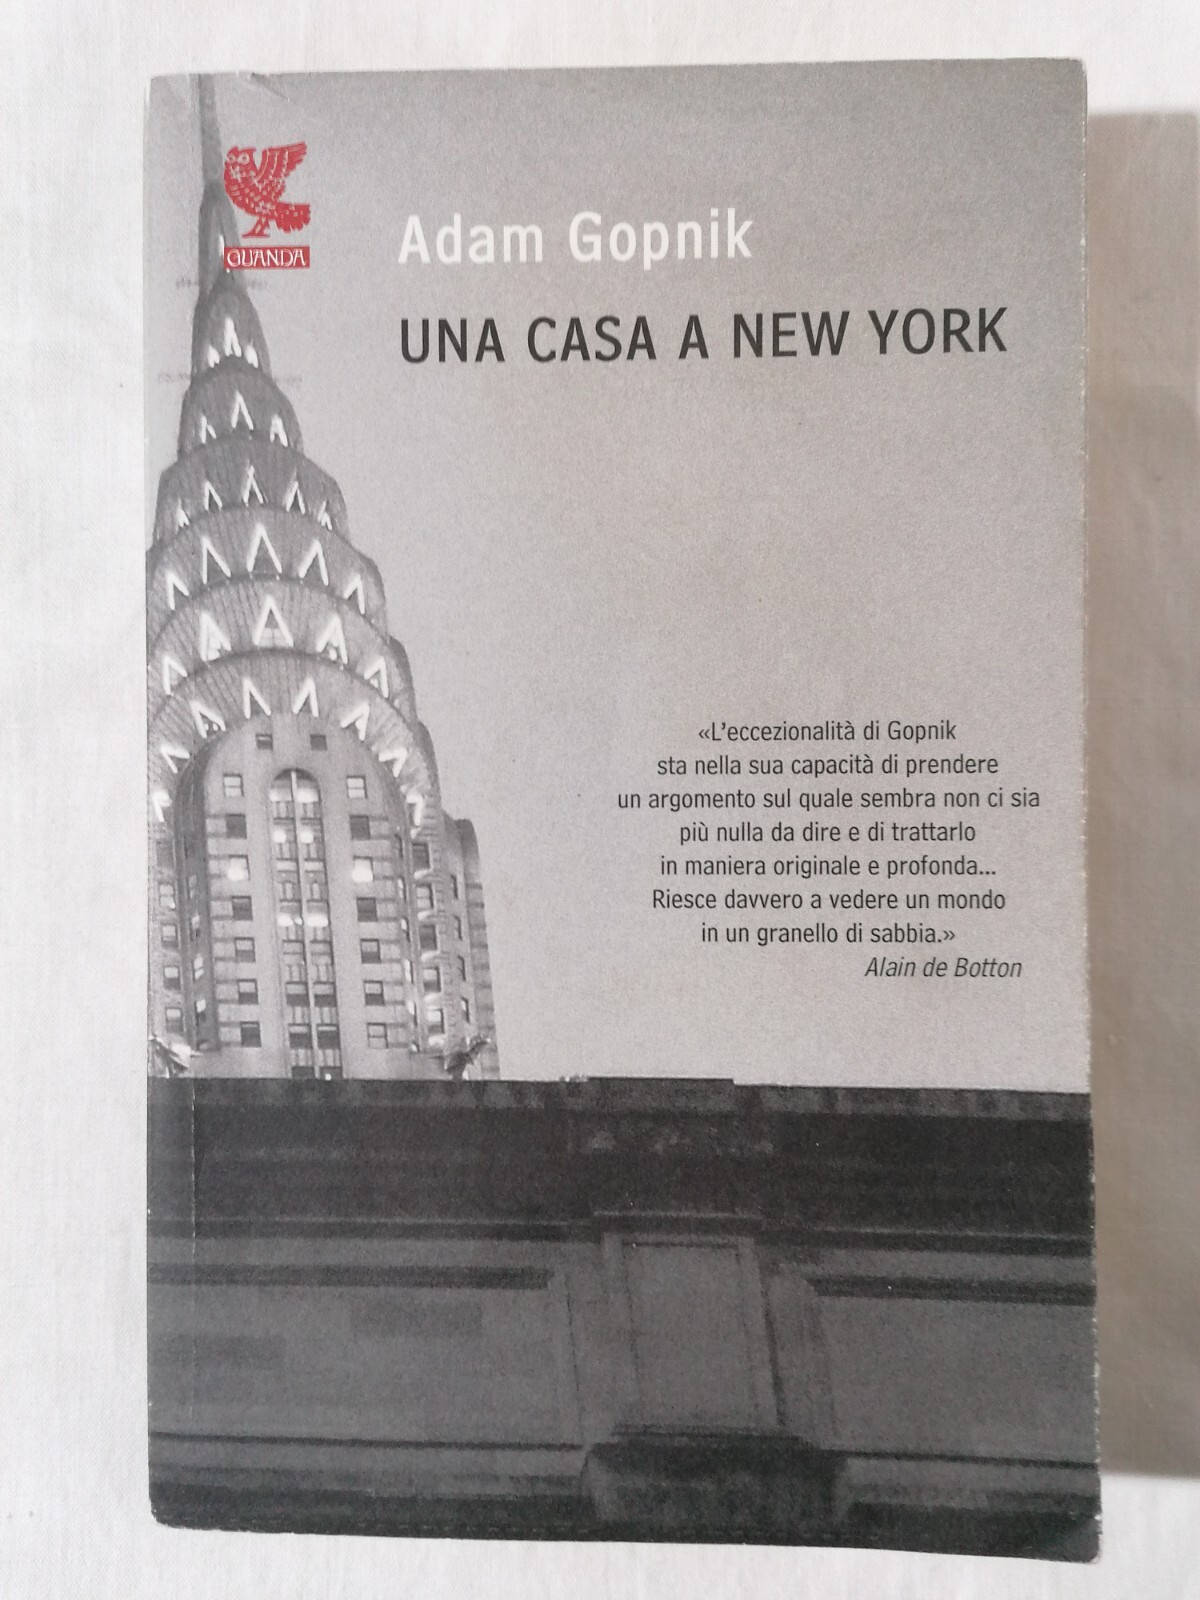 GUANDA
Adam Gopnik
UNA CASA A NEW YORK
«L'eccezionalità di Gopnik
sta nella sua capacità di prendere
un argomento sul quale sembra non ci sia
più nulla da dire e di trattarlo
in maniera originale e profonda...
Riesce davvero a vedere un mondo
in un granello di sabbia.»
Alain de Botton